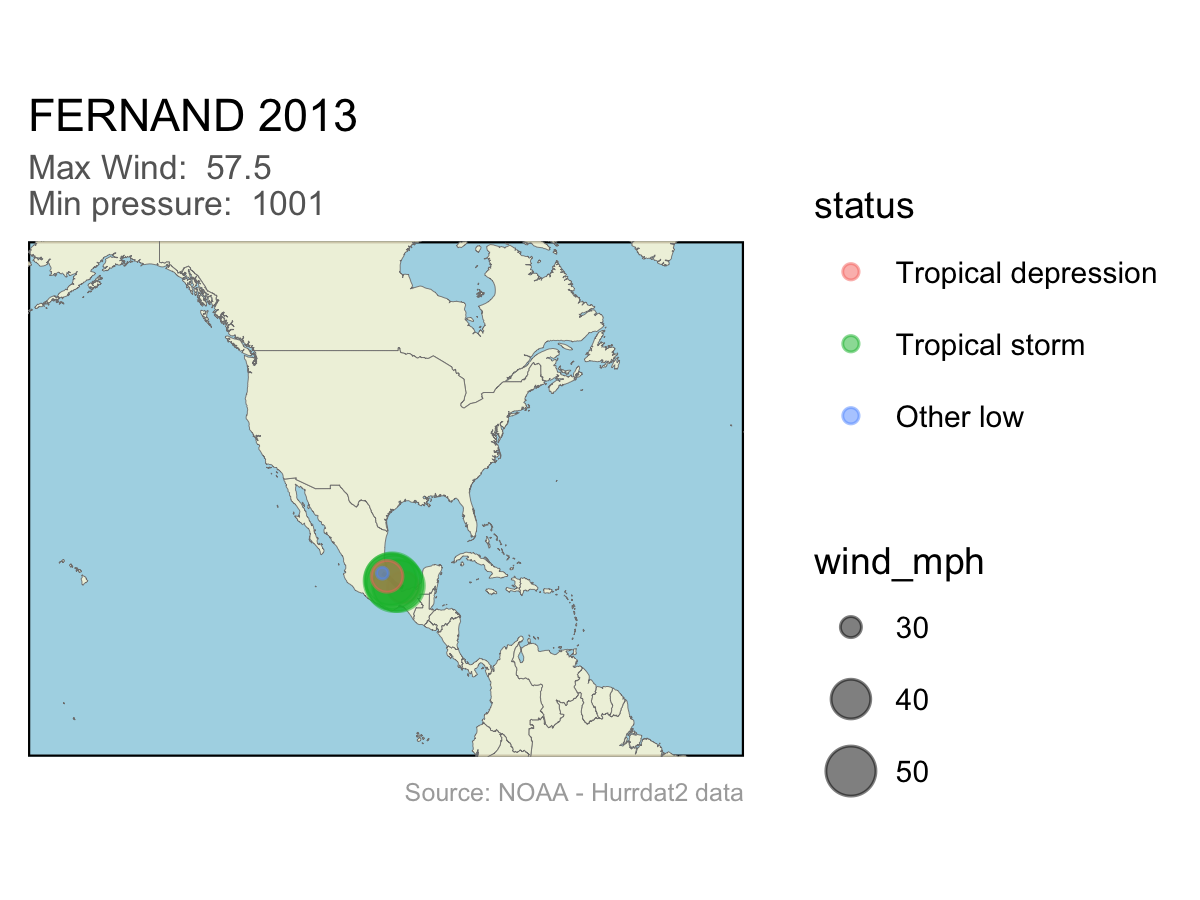 FERNAND 2013
Max Wind:  57.5
Min pressure:  1001
status
Tropical depression
Tropical storm
Other low
wind_mph
30
40
50
Source: NOAA - Hurrdat2 data